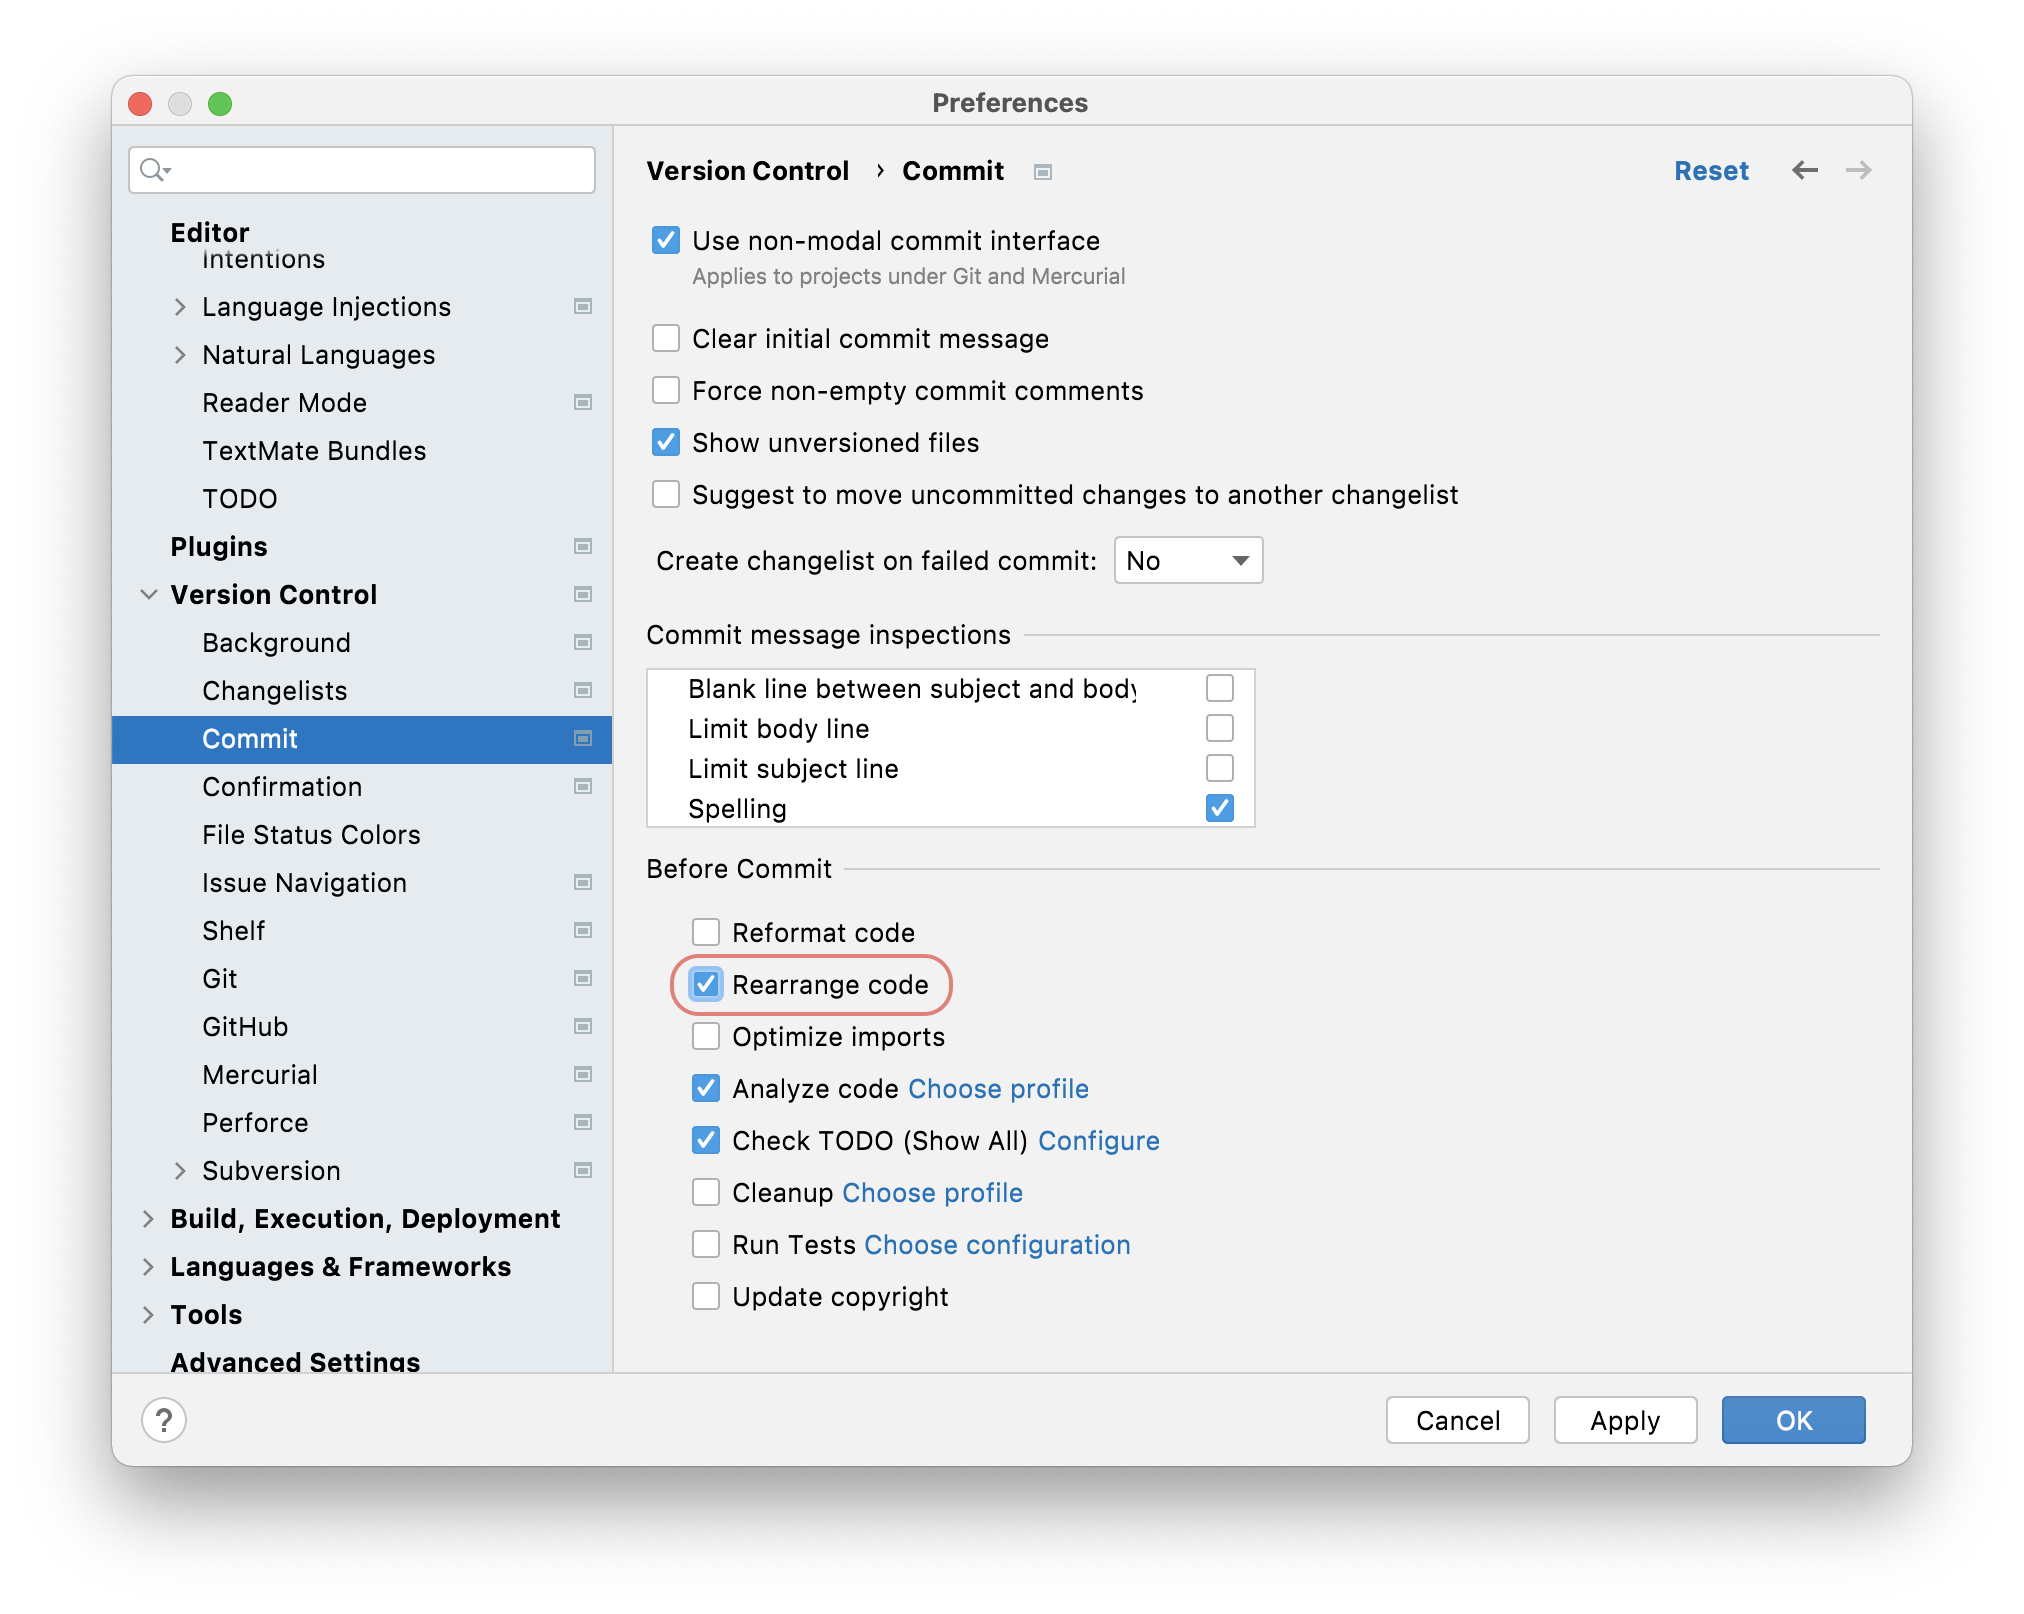 Preferences
Editor
Intentions
Language Injections
Natural Languages
Reader Mode
TextMate Bundles
TODO
Plugins
Version Control
Background
Changelists
Commit
Confirmation
File Status Colors
Issue Navigation
Shelf
Git
GitHub
Mercurial
Perforce
Subversion
Build, Execution, Deployment
Languages & Frameworks
Tools
Advanced Settings
Version Control › Commit
Reset
Use non-modal commit interface
Applies to projects under Git and Mercurial
Clear initial commit message
Force non-empty commit comments
Show unversioned files
Suggest to move uncommitted changes to another changelist
Create changelist on failed commit: No
Commit message inspections
Blank line between subject and body
Limit body line
Limit subject line
Spelling
Before Commit
Reformat code
Rearrange code
Optimize imports
Analyze code Choose profile
Check TODO (Show All) Configure
Cleanup Choose profile
Run Tests Choose configuration
Update copyright
?
Cancel
Apply
OK